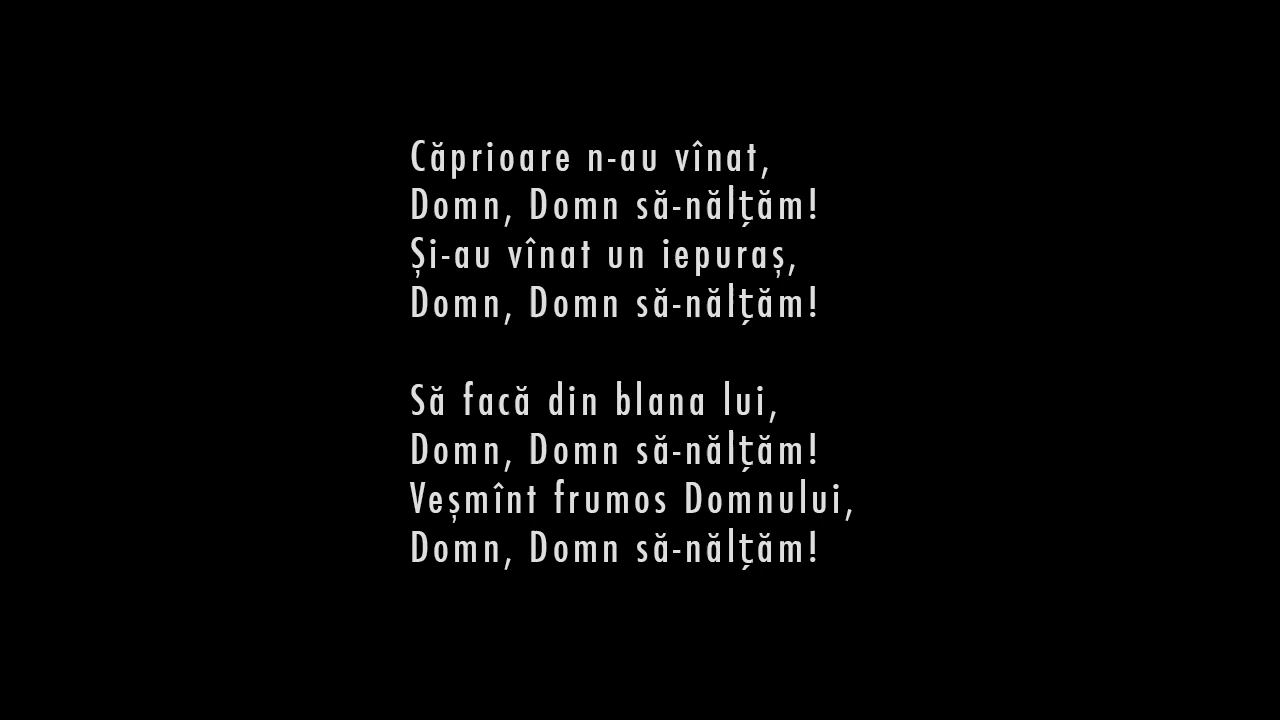 Căprioare n-au vînat,
Domn, Domn să-nălțăm!
Și-au vînat un iepuraș,
Domn, Domn să-nălțăm!
Să facă din blana lui,
Domn, Domn să-nălțăm!
Veșmînt frumos Domnului,
Domn, Domn să-nălțăm!